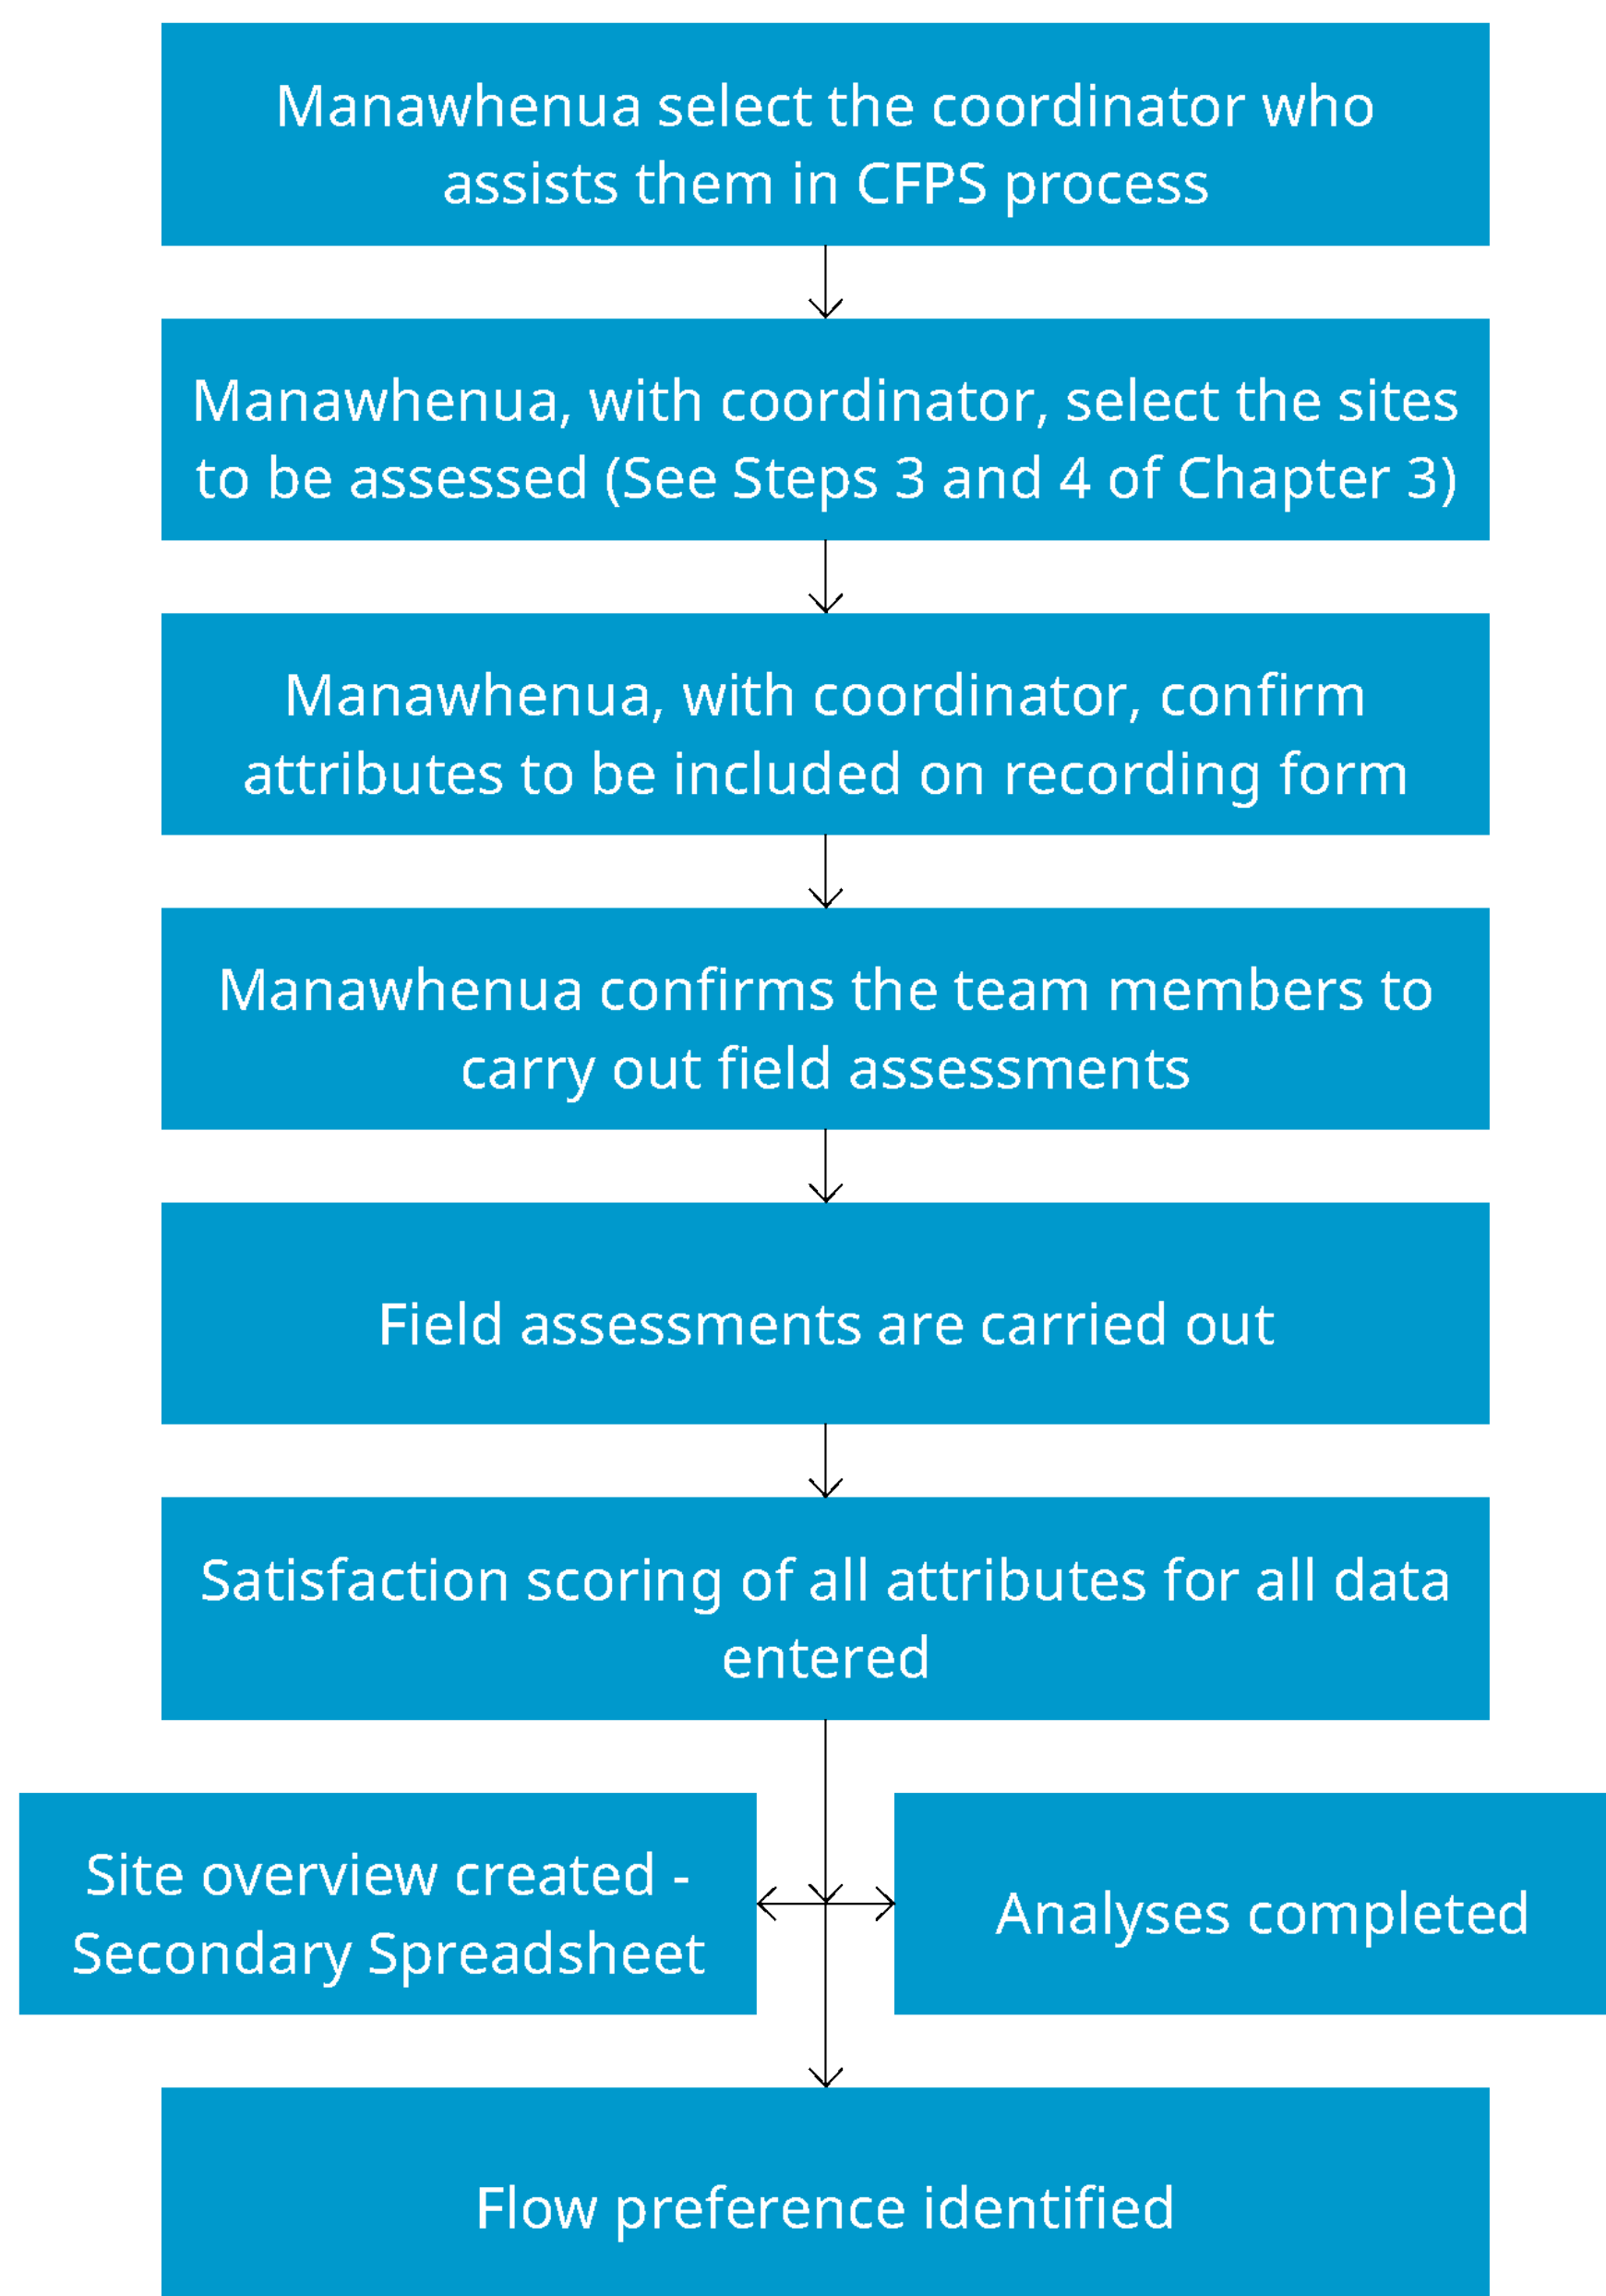 Manawhenua select the coordinator who
assists them in CFPS process
Manawhenua, with coordinator, select the sites
to be assessed (See Steps 3 and 4 of Chapter 3)
Manawhenua, with coordinator, confirm
attributes to be included on recording form
Manawhenua confirms the team members to
carry out field assessments
Field assessments are carried out
Satisfaction scoring of all attributes for all data
entered
Site overview created -
Secondary Spreadsheet
Analyses completed
Flow preference identified